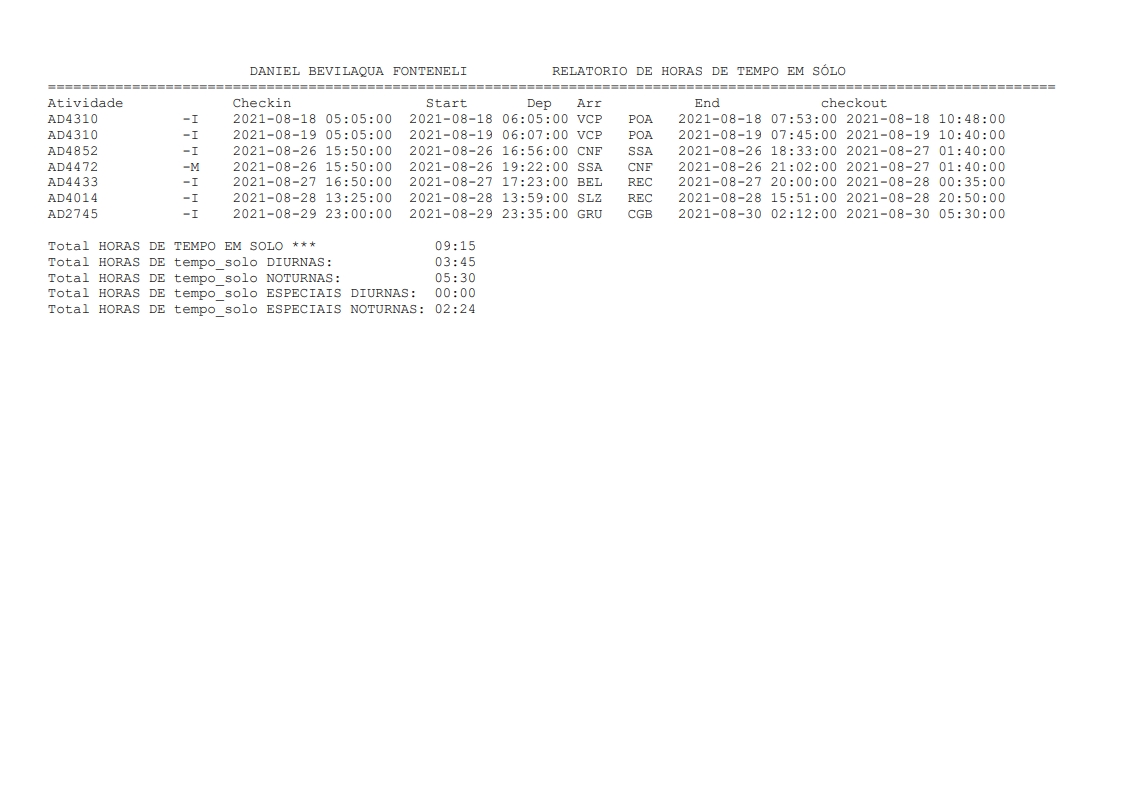 DANIEL BEVILAQUA FONTENELI RELATORIO DE HORAS DE TEMPO EM SÓLO
========================================================================================================================
Atividade Checkin Start Dep Arr End checkout
AD4310 -I 2021-08-18 05:05:00 2021-08-18 06:05:00 VCP POA 2021-08-18 07:53:00 2021-08-18 10:48:00
AD4310 -I 2021-08-19 05:05:00 2021-08-19 06:07:00 VCP POA 2021-08-19 07:45:00 2021-08-19 10:40:00
AD4852 -I 2021-08-26 15:50:00 2021-08-26 16:56:00 CNF SSA 2021-08-26 18:33:00 2021-08-27 01:40:00
AD4472 -M 2021-08-26 15:50:00 2021-08-26 19:22:00 SSA CNF 2021-08-26 21:02:00 2021-08-27 01:40:00
AD4433 -I 2021-08-27 16:50:00 2021-08-27 17:23:00 BEL REC 2021-08-27 20:00:00 2021-08-28 00:35:00
AD4014 -I 2021-08-28 13:25:00 2021-08-28 13:59:00 SLZ REC 2021-08-28 15:51:00 2021-08-28 20:50:00
AD2745 -I 2021-08-29 23:00:00 2021-08-29 23:35:00 GRU CGB 2021-08-30 02:12:00 2021-08-30 05:30:00
Total HORAS DE TEMPO EM SOLO *** 09:15
Total HORAS DE tempo_solo DIURNAS: 03:45
Total HORAS DE tempo_solo NOTURNAS: 05:30
Total HORAS DE tempo_solo ESPECIAIS DIURNAS: 00:00
Total HORAS DE tempo_solo ESPECIAIS NOTURNAS: 02:24